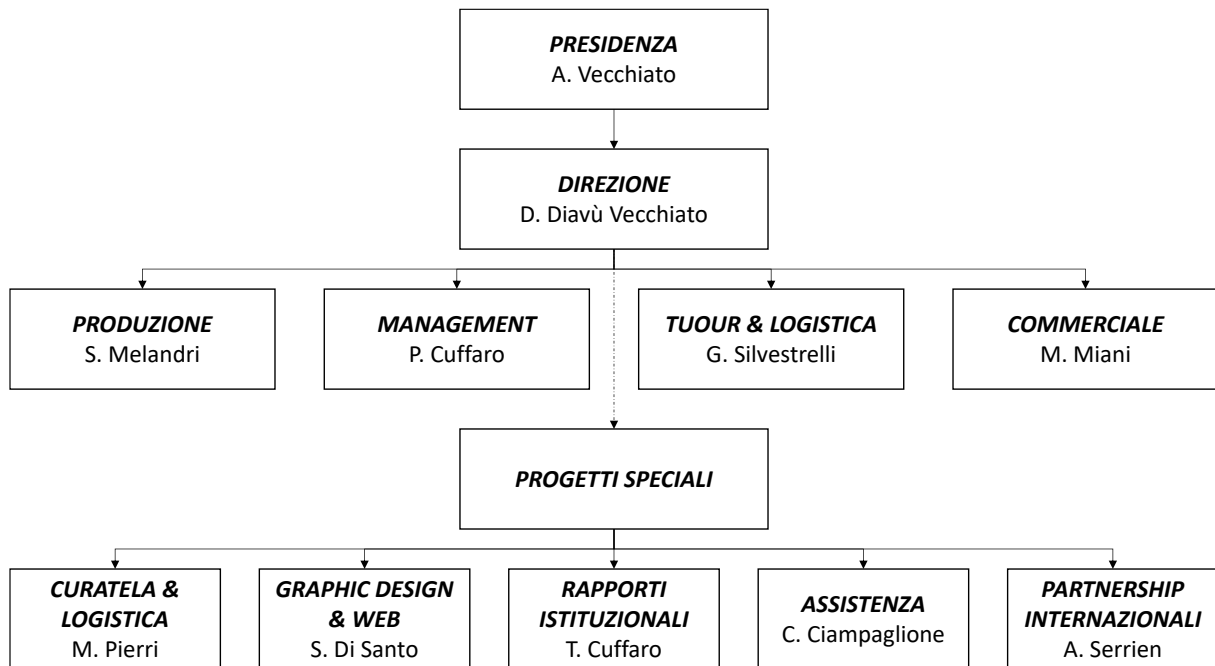 PRESIDENZA
A. Vecchiato
DIREZIONE
D. Diavù Vecchiato
PRODUZIONE
S. Melandri
MANAGEMENT
P. Cuffaro
TUOUR & LOGISTICA
G. Silvestrelli
COMMERCIALE
M. Miani
PROGETTI SPECIALI
CURATELA &
LOGISTICA
M. Pierri
GRAPHIC DESIGN
& WEB
S. Di Santo
RAPPORTI
ISTITUZIONALI
T. Cuffaro
ASSISTENZA
C. Ciampaglione
PARTNERSHIP
INTERNAZIONALI
A. Serrien